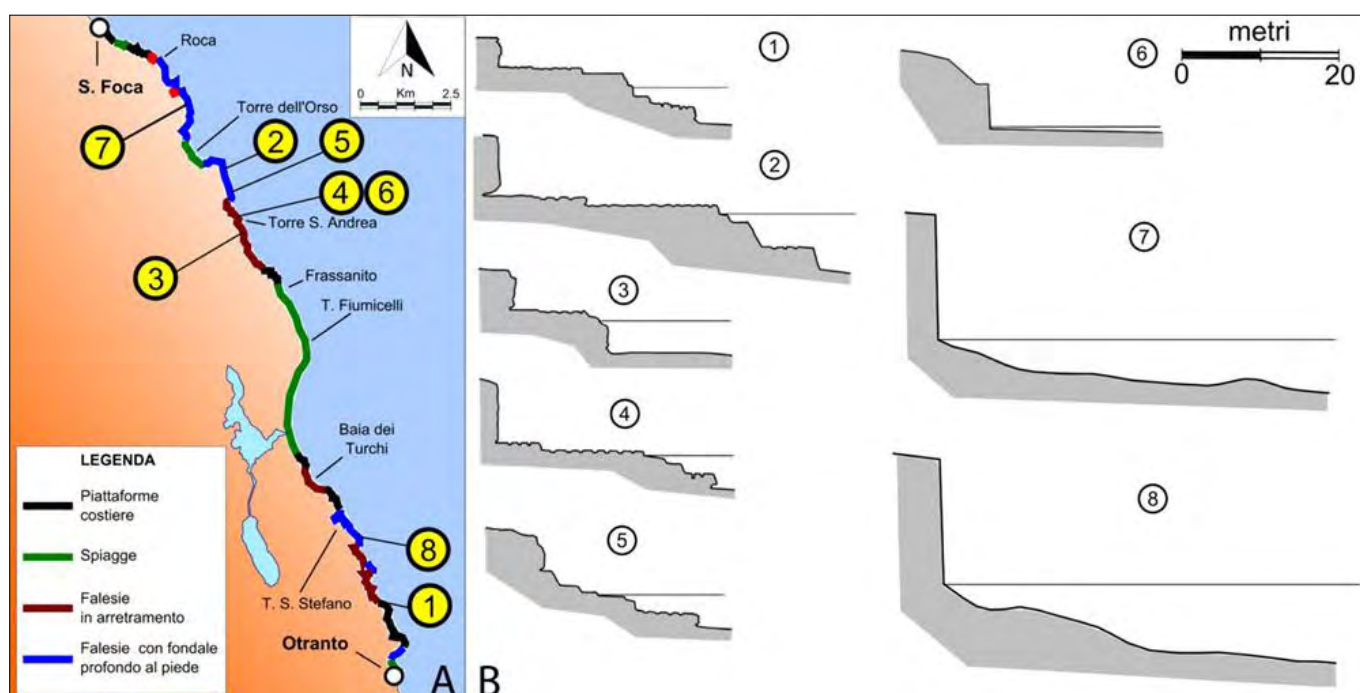 Roca
S. Foca
N
0 Km 2.5
Torre dell'Orso
7
2
5
4 6
Torre S. Andrea
3
Frassanito
T. Fiumicelli
Baia dei
Turchi
8
T. S. Stefano
1
Otranto
LEGENDA
Piattaforme
costiere
Spiagge
Falesie
in arretramento
Falesie con fondale
profondo al piede
A
B
1
2
3
4
5
6
metri
0 20
7
8